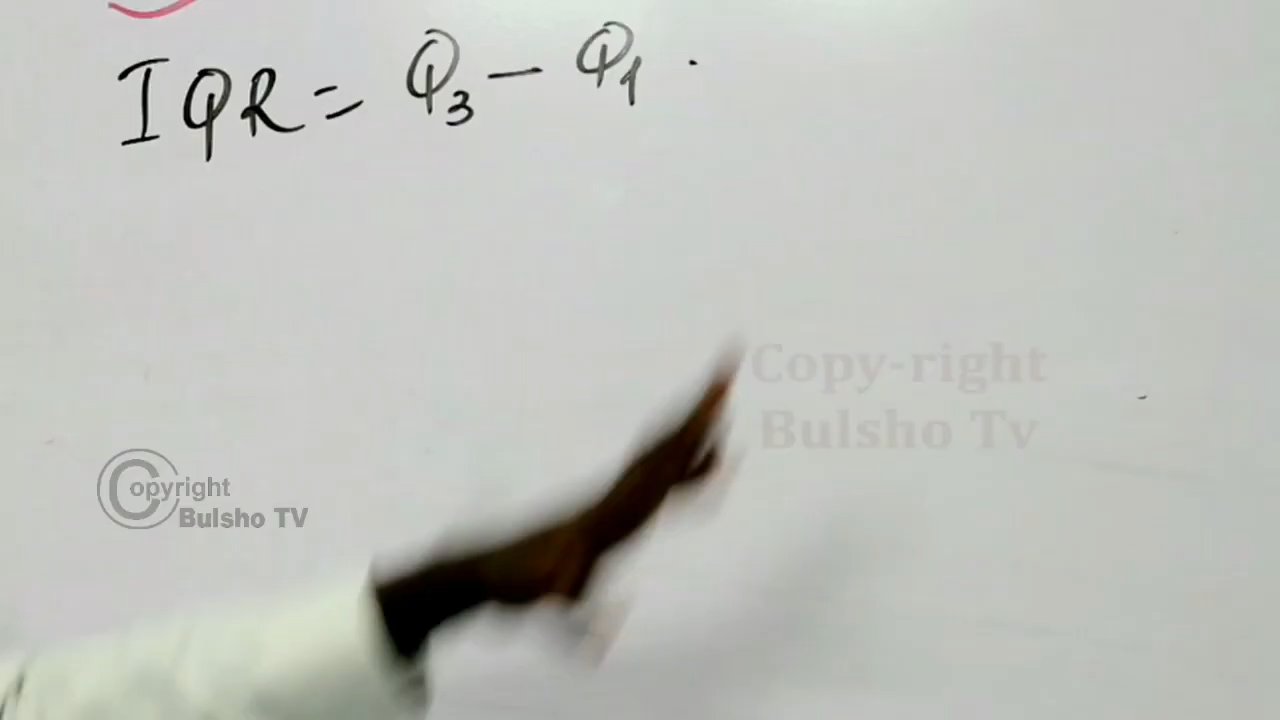 IQR = Q₃ - Q₁ .
Copy-right
Bulsho Tv
Copyright
Bulsho TV